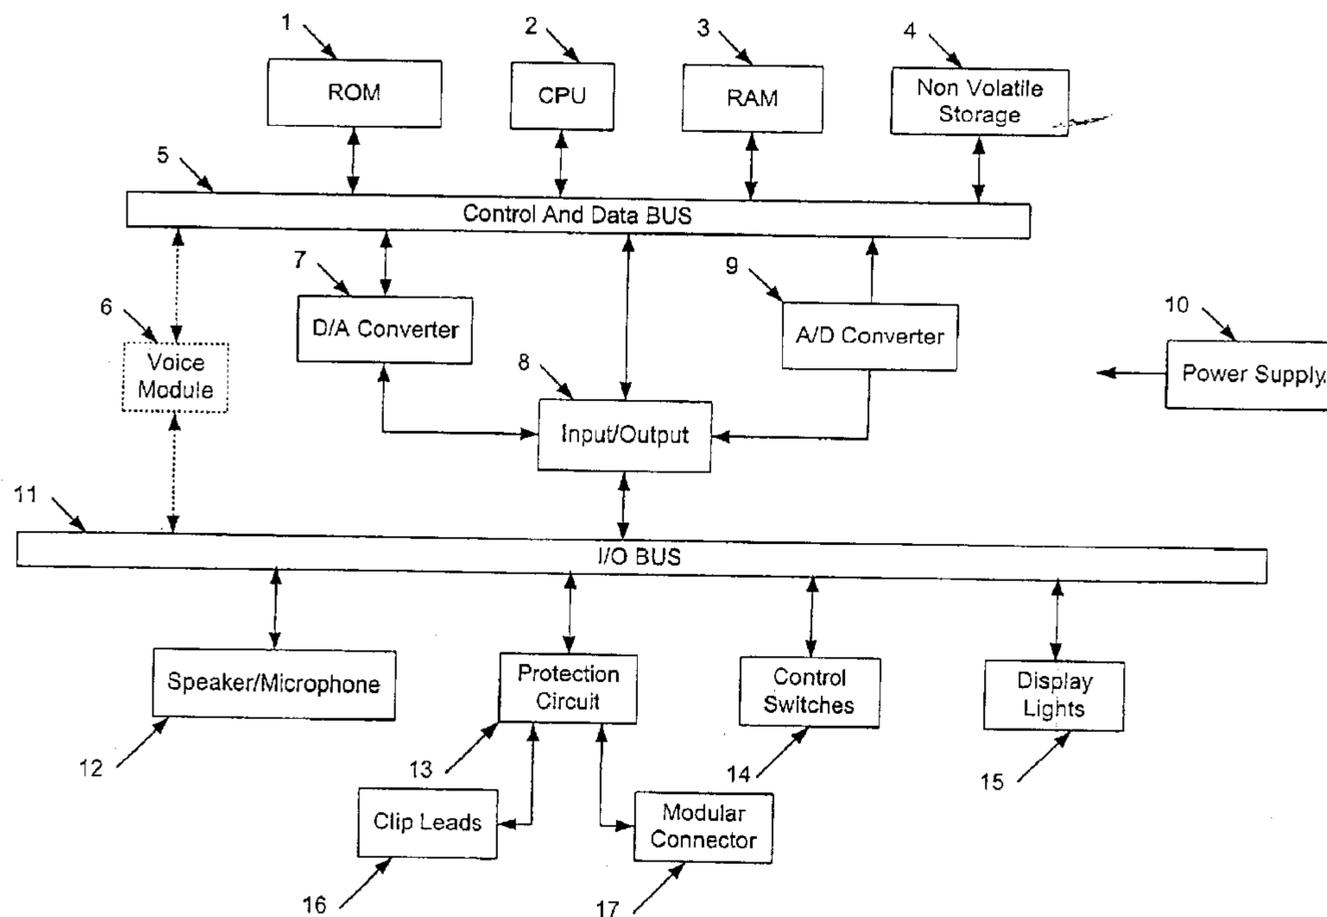 1
2
3
4
ROM
CPU
RAM
Non Volatile
Storage
5
Control And Data BUS
6
7
9
10
Voice
Module
D/A Converter
A/D Converter
Power Supply
8
Input/Output
11
I/O BUS
Speaker/Microphone
Protection
Circuit
Control
Switches
Display
Lights
12
13
14
15
Clip Leads
Modular
Connector
16
17